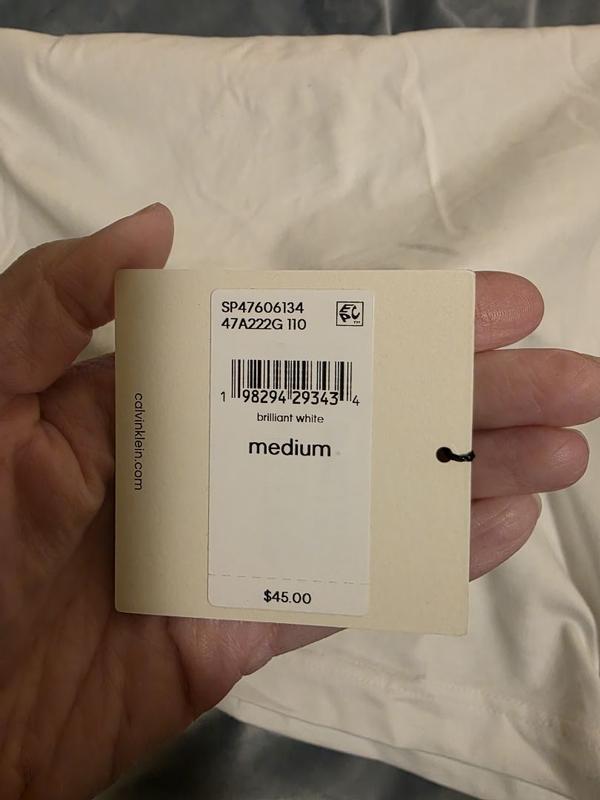 SP47606134
47A222G 110
1 98294 29343 4
brilliant white
medium
$45.00
calvinklein.com